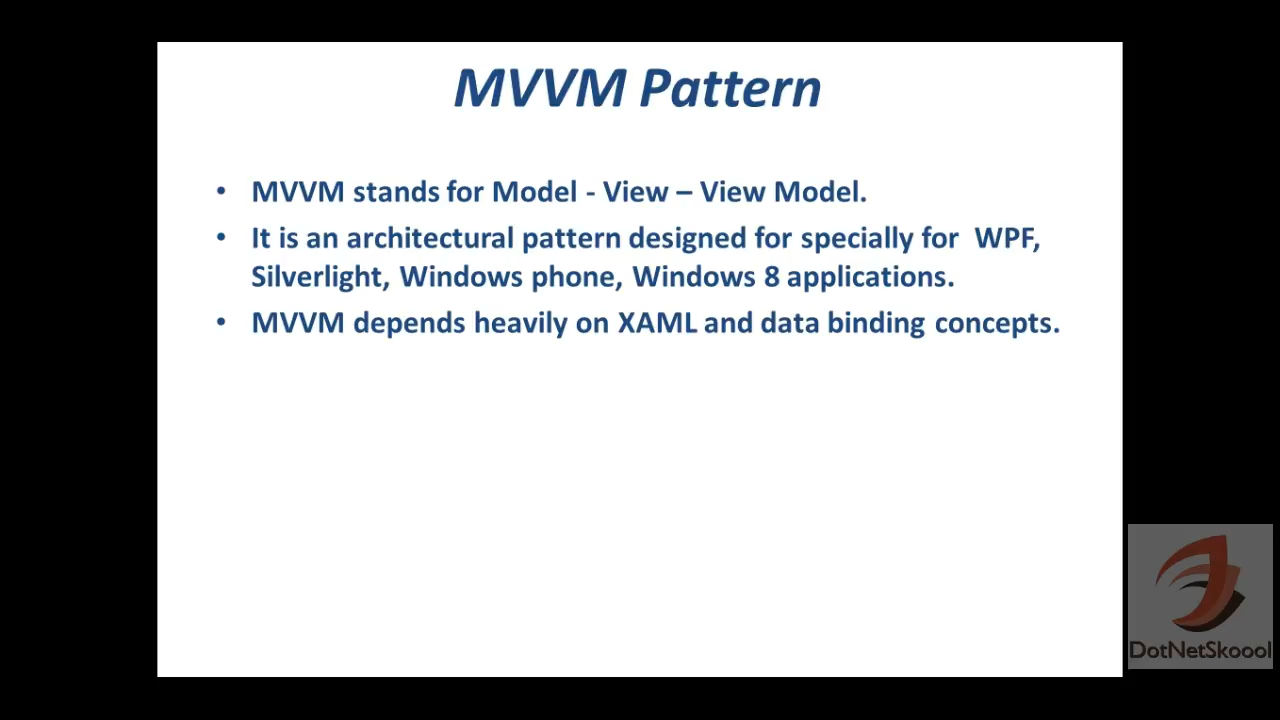 MVVM Pattern
• MVVM stands for Model - View – View Model.
• It is an architectural pattern designed for specially for WPF,
Silverlight, Windows phone, Windows 8 applications.
• MVVM depends heavily on XAML and data binding concepts.
DotNetSkoool